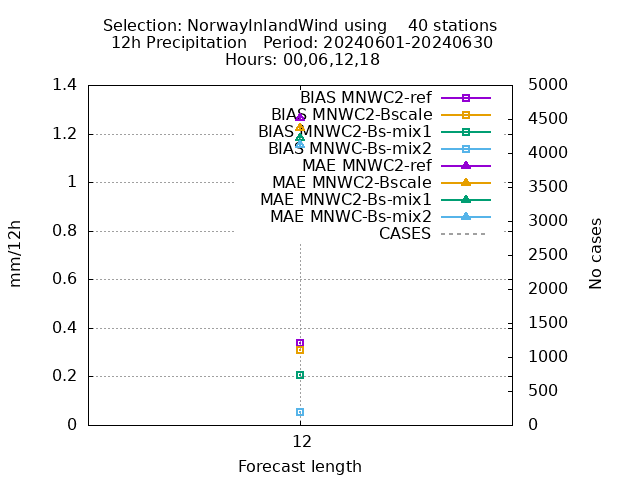 Selection: NorwayInlandWind using    40 stations
12h Precipitation   Period: 20240601-20240630
Hours: 00,06,12,18
1.4
1.2
1
0.8
0.6
0.4
0.2
0
mm/12h
BIAS MNWC2-ref
BIAS MNWC2-Bscale
BIAS MNWC2-Bs-mix1
BIAS MNWC-Bs-mix2
MAE MNWC2-ref
MAE MNWC2-Bscale
MAE MNWC2-Bs-mix1
MAE MNWC-Bs-mix2
CASES
5000
4500
4000
3500
3000
2500
2000
1500
1000
500
0
No cases
12
Forecast length